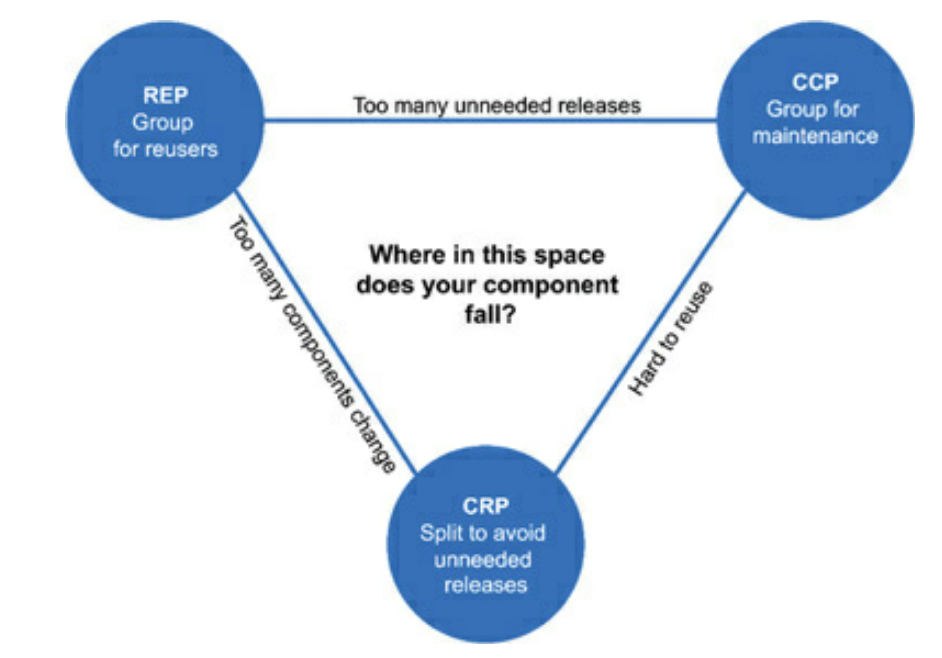 REP
Group
for reusers
Too many unneeded releases
CCP
Group for
maintenance
Too many components change
Where in this space
does your component
fall?
Hard to reuse
CRP
Split to avoid
unneeded
releases